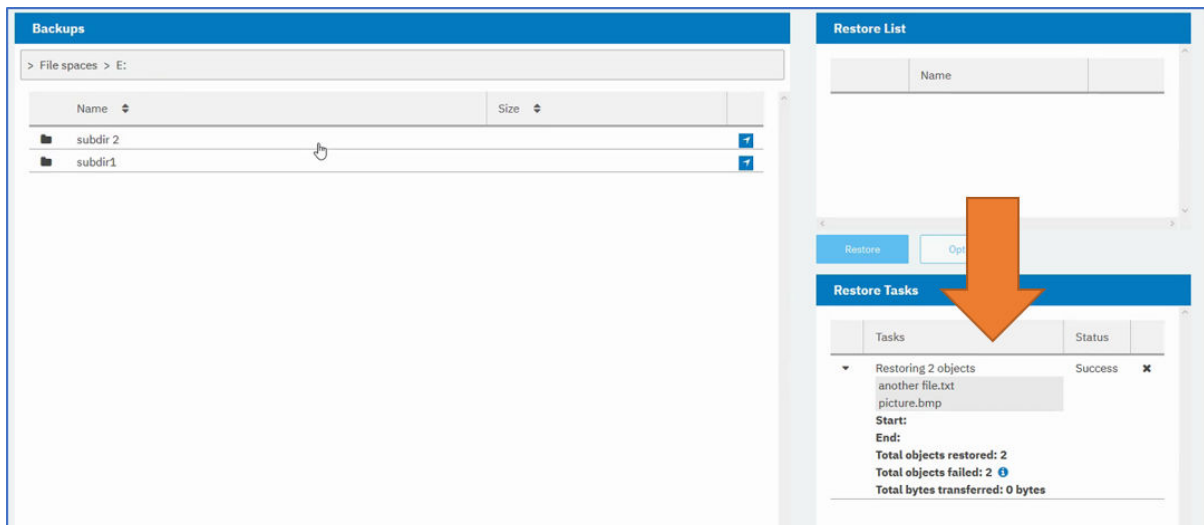 Backups
> File spaces > E:
Name Size
subdir 2
subdir1
Restore List
Name
Restore
Restore Tasks
Tasks Status
Restoring 2 objects Success
another file.txt
picture.bmp
Start:
End:
Total objects restored: 2
Total objects failed: 2
Total bytes transferred: 0 bytes